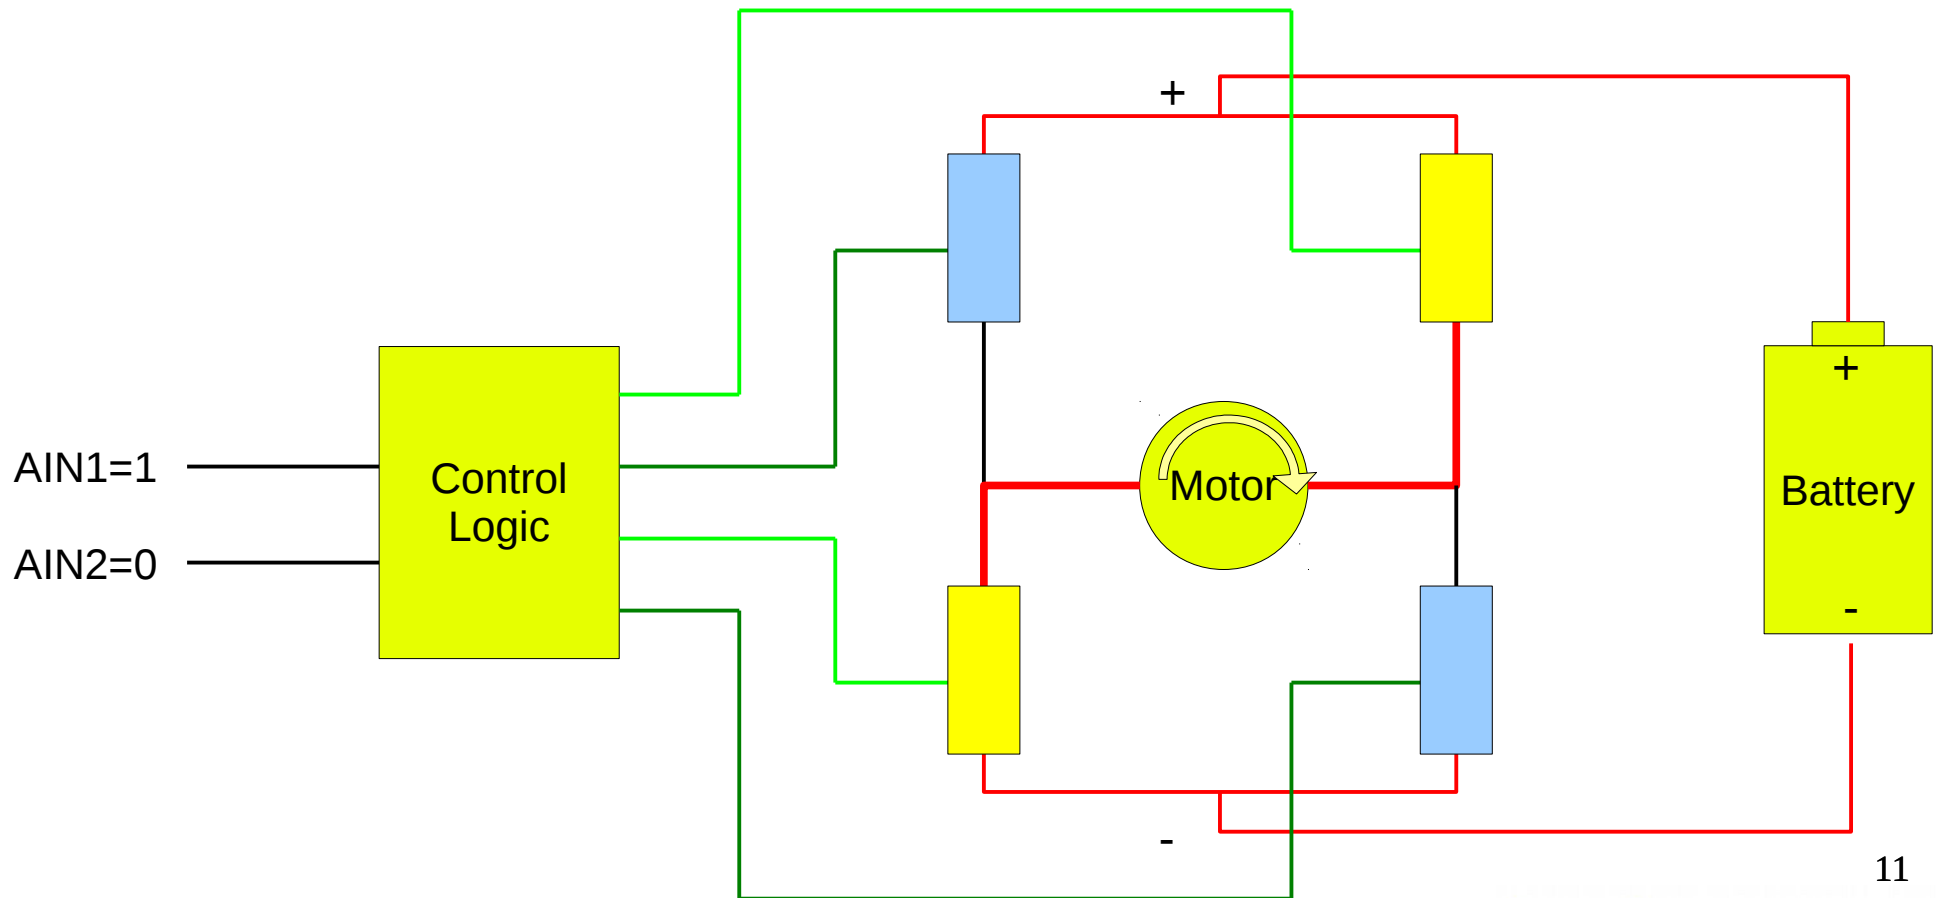 +
+
AIN1=1
Control
Logic
Motor
Battery
AIN2=0
-
-
11